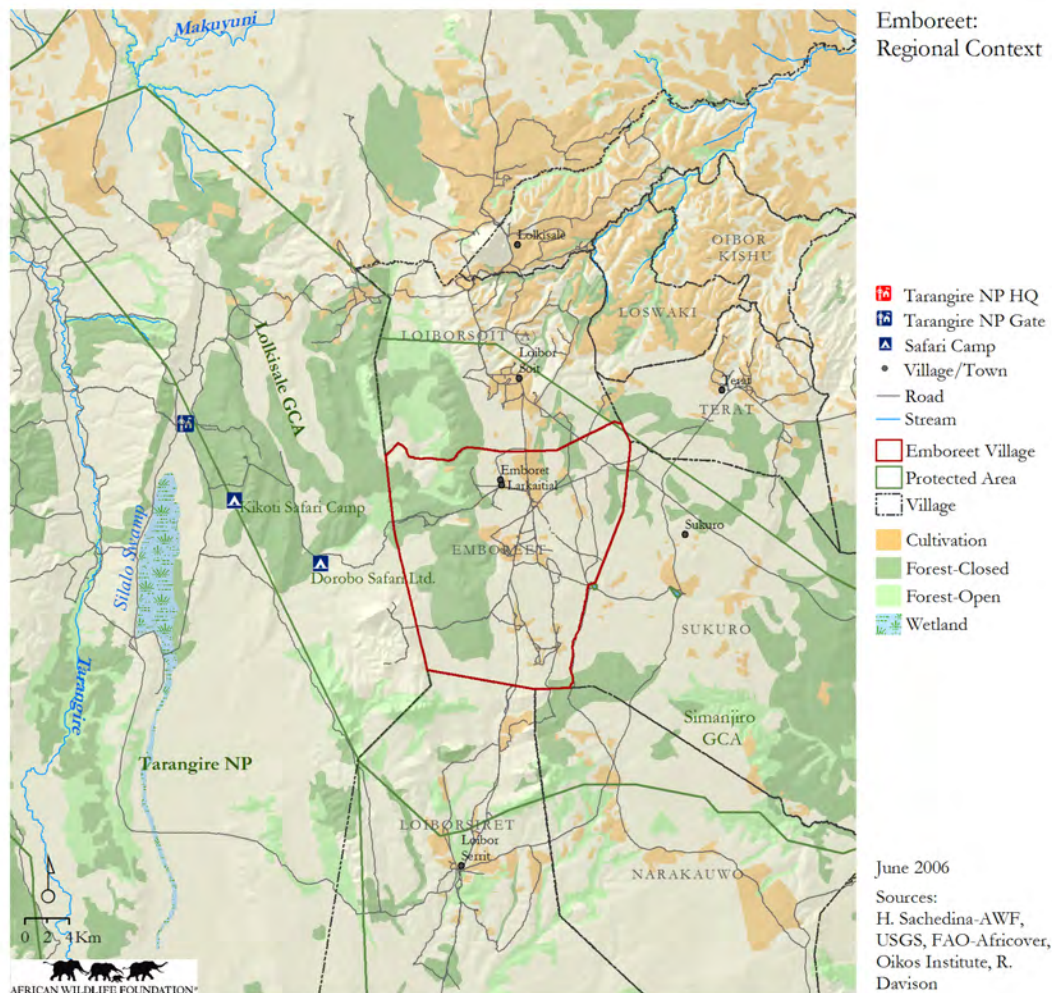 Emboreet:
Regional Context
Makuyuni
Lolkisale
OIBOR
- KISHU
LOSWAKI
Lolkisale GCA
LOIBORSOIT (A)
Loibor
Soit
Terat
TERAT
Emboret
Larkaitial
Kikoti Safari Camp
Sukuro
Silalo Swamp
EMBOREET
Dorobo Safari Ltd.
SUKURO
Tarangire
Simanjiro
GCA
Tarangire NP
LOIBORSIRET
Loibor
Serrit
NARAKAUWO
0 2 4 Km
AFRICAN WILDLIFE FOUNDATION®
Tarangire NP HQ
Tarangire NP Gate
Safari Camp
Village/Town
Road
Stream
Emboreet Village
Protected Area
Village
Cultivation
Forest-Closed
Forest-Open
Wetland
June 2006
Sources:
H. Sachedina-AWF,
USGS, FAO-Africover,
Oikos Institute, R.
Davison